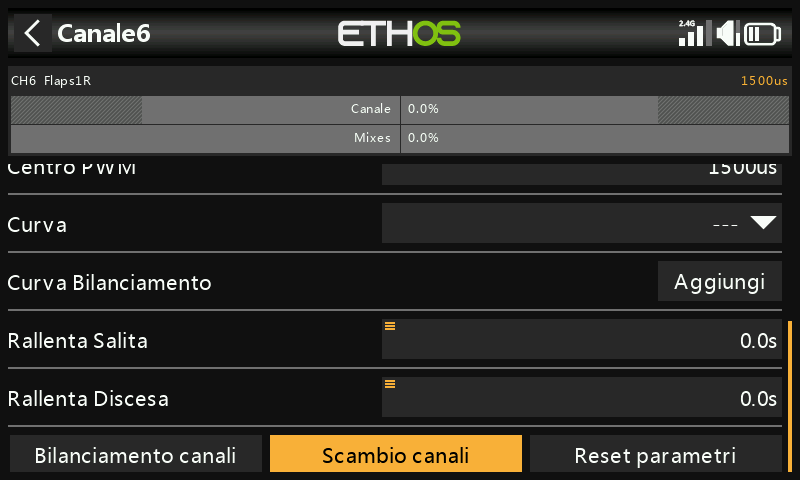 Canale6
ETHOS
2.4G
CH6 Flaps1R
1500us
Canale 0.0%
Mixes 0.0%
Centro PWM 1500us
Curva ---
Curva Bilanciamento Aggiungi
Rallenta Salita 0.0s
Rallenta Discesa 0.0s
Bilanciamento canali Scambio canali Reset parametri